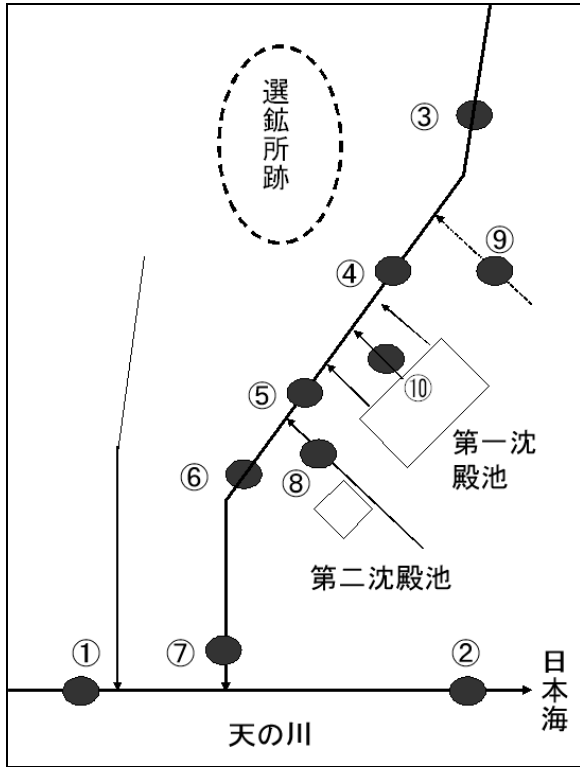 選鉱所跡
③
⑨
④
⑩
⑤
第一沈
殿池
⑥
⑧
第二沈殿池
⑦
①
②
日本海
天の川